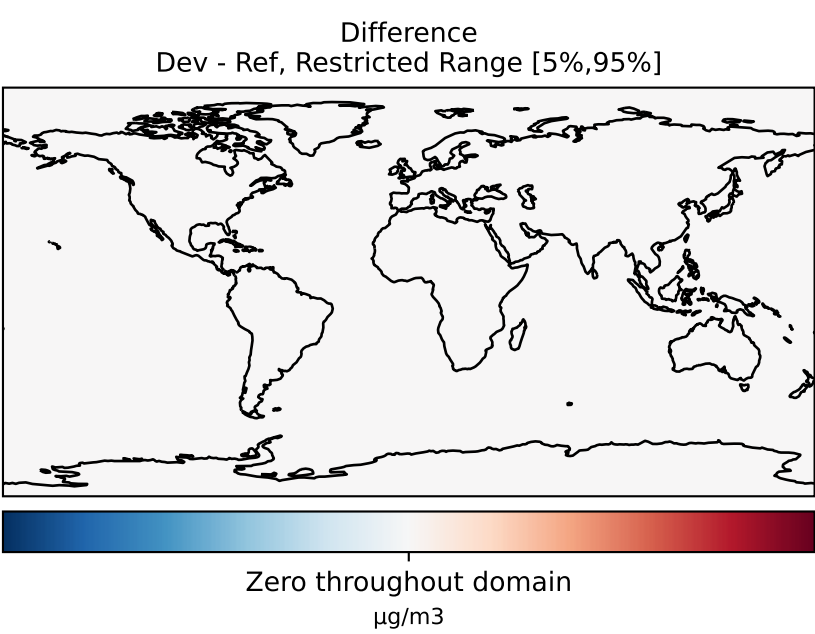 Difference
Dev - Ref, Restricted Range [5%,95%]
Zero throughout domain
μg/m3